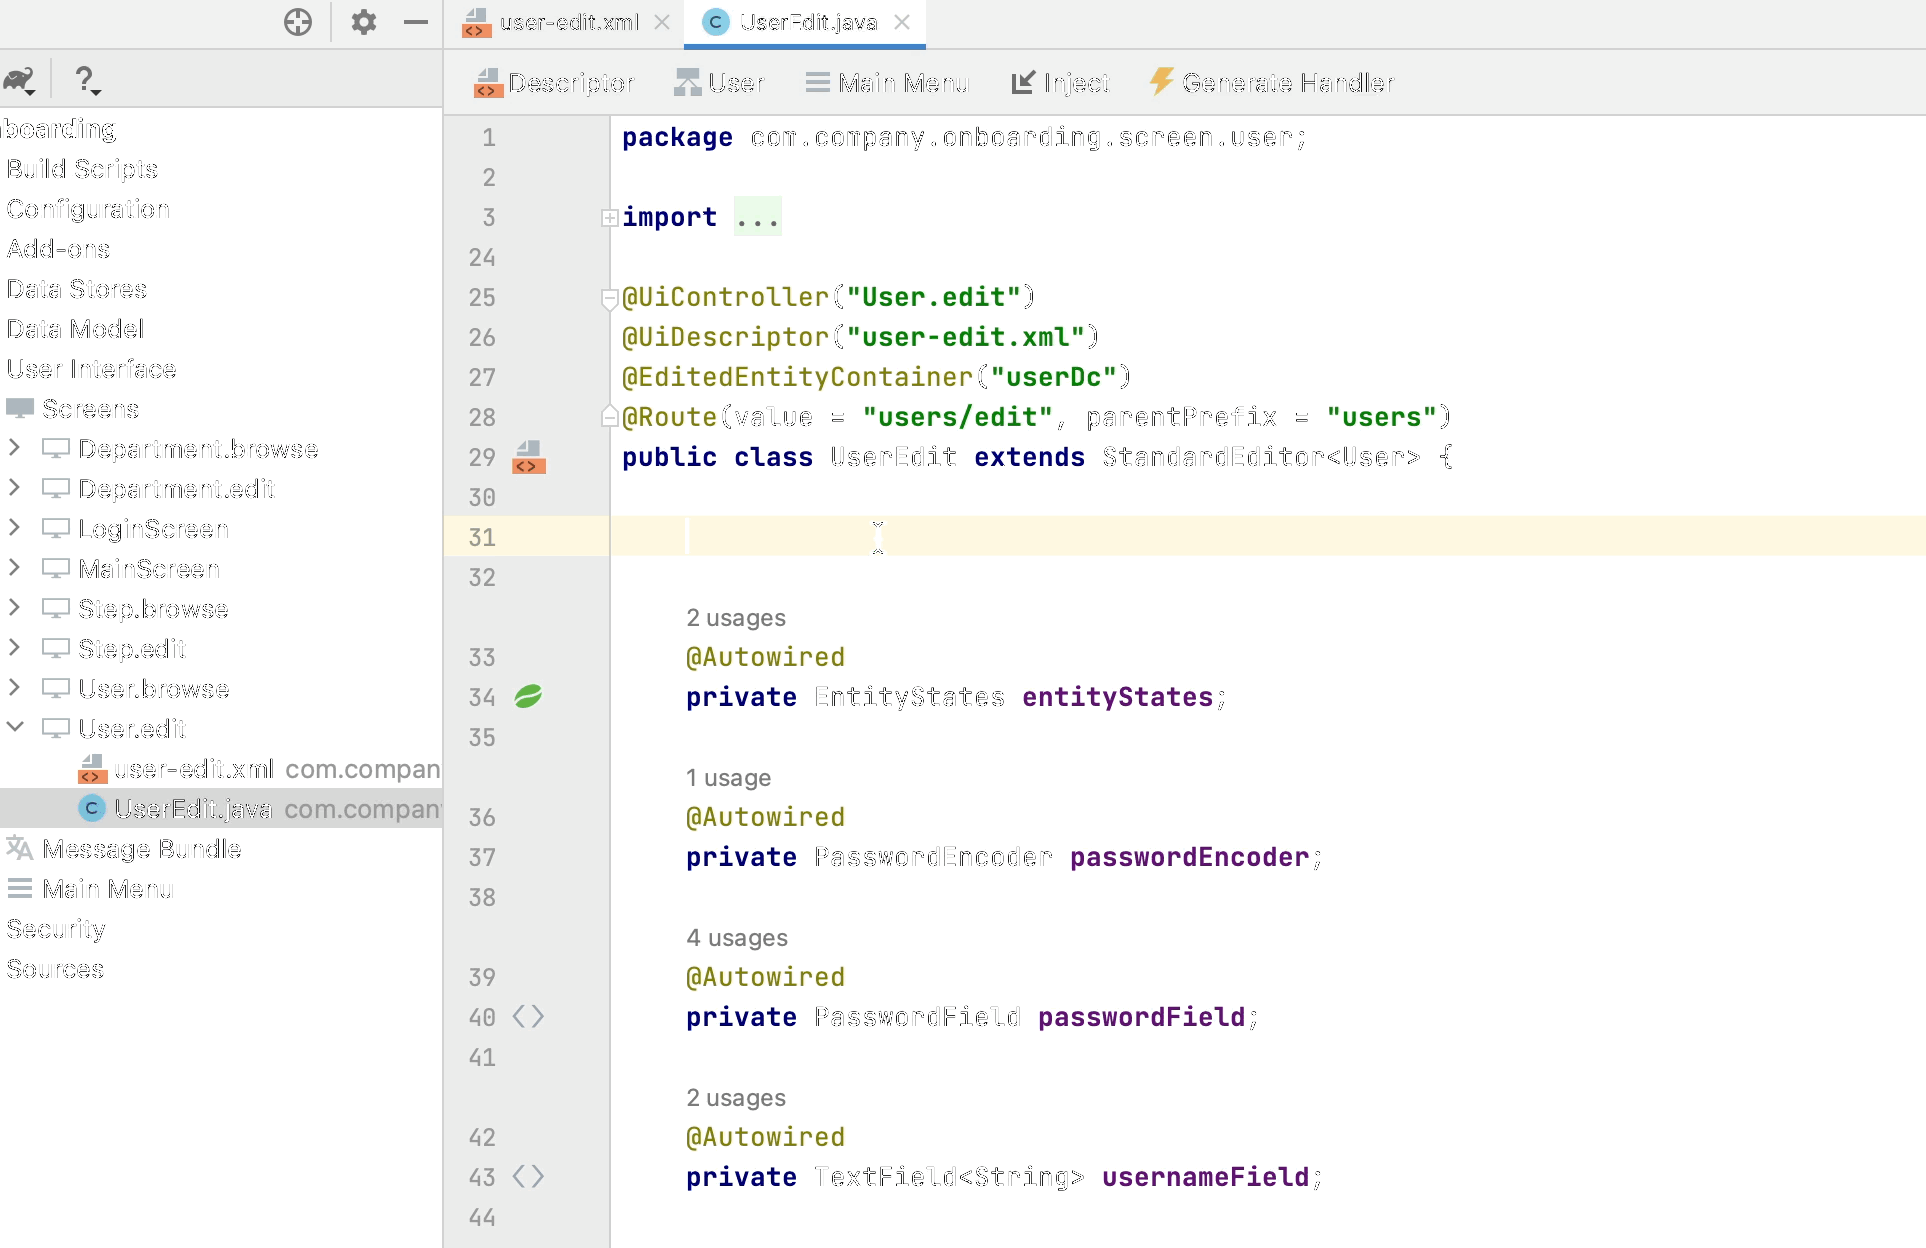 user-edit.xml
UserEdit.java
?
Descriptor
User
Main Menu
Inject
Generate Handler
boarding
Build Scripts
Configuration
Add-ons
Data Stores
Data Model
User Interface
Screens
Department.browse
Department.edit
LoginScreen
MainScreen
Step.browse
Step.edit
User.browse
User.edit
user-edit.xml com.compan
UserEdit.java com.company
Message Bundle
Main Menu
Security
Sources
1 package com.company.onboarding.screen.user;
2
3 import ...
24
25 @UiController("User.edit")
26 @UiDescriptor("user-edit.xml")
27 @EditedEntityContainer("userDc")
28 @Route(value = "users/edit", parentPrefix = "users")
29 public class UserEdit extends StandardEditor<User> {
30
31
32
2 usages
33 @Autowired
34 private EntityStates entityStates;
35
1 usage
36 @Autowired
37 private PasswordEncoder passwordEncoder;
38
4 usages
39 @Autowired
40 private PasswordField passwordField;
41
2 usages
42 @Autowired
43 private TextField<String> usernameField;
44